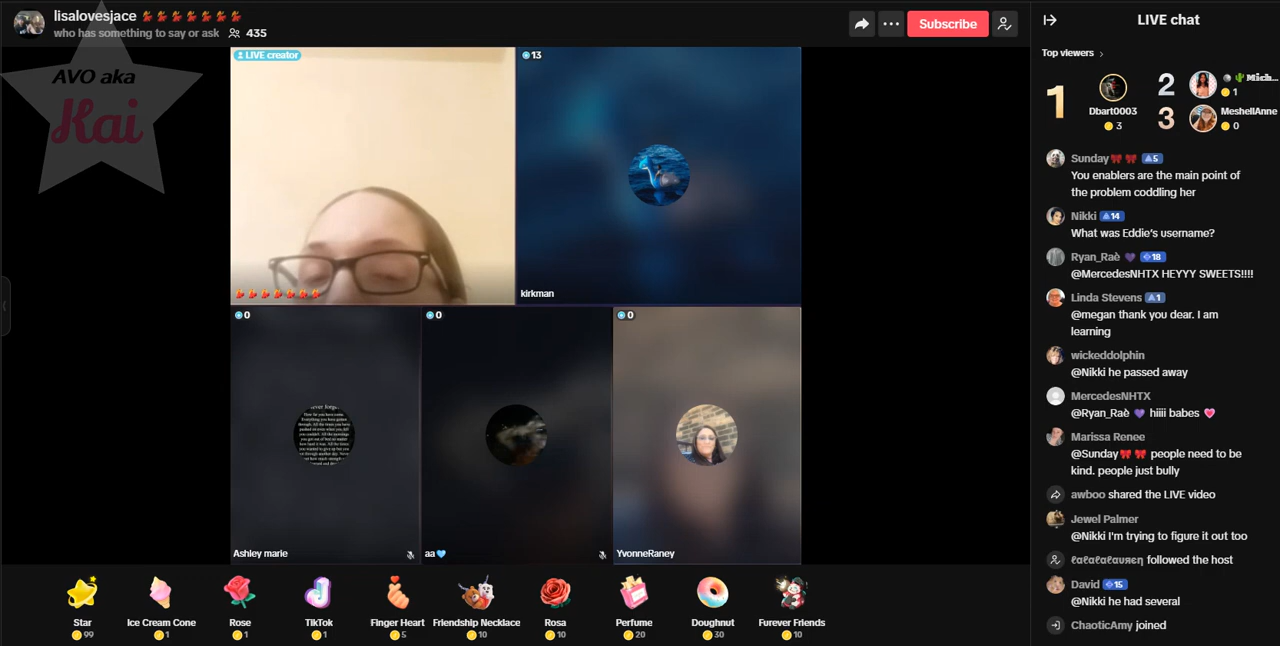 lisalovesjace
who has something to say or ask 435
Subscribe
AVO aka
Kai
LIVE creator
13
kirkman
0
0
0
Ashley marie
aa
YvonneRaney
Star
99
Ice Cream Cone
1
Rose
1
TikTok
1
Finger Heart
5
Friendship Necklace
10
Rosa
10
Perfume
20
Doughnut
30
Furever Friends
10
LIVE chat
Top viewers
1
Dbart0003
3
2
Mich...
1
3
MeshellAnne
0
Sunday 5
You enablers are the main point of
the problem coddling her
Nikki 14
What was Eddie's username?
Ryan_Raè 18
@MercedesNHTX HEYYY SWEETS!!!!
Linda Stevens 1
@megan thank you dear. I am
learning
wickeddolphin
@Nikki he passed away
MercedesNHTX
@Ryan_Raè hiiii babes
Marissa Renee
@Sunday people need to be
kind. people just bully
awboo shared the LIVE video
Jewel Palmer
@Nikki I'm trying to figure it out too
followed the host
David 15
@Nikki he had several
ChaoticAmy joined